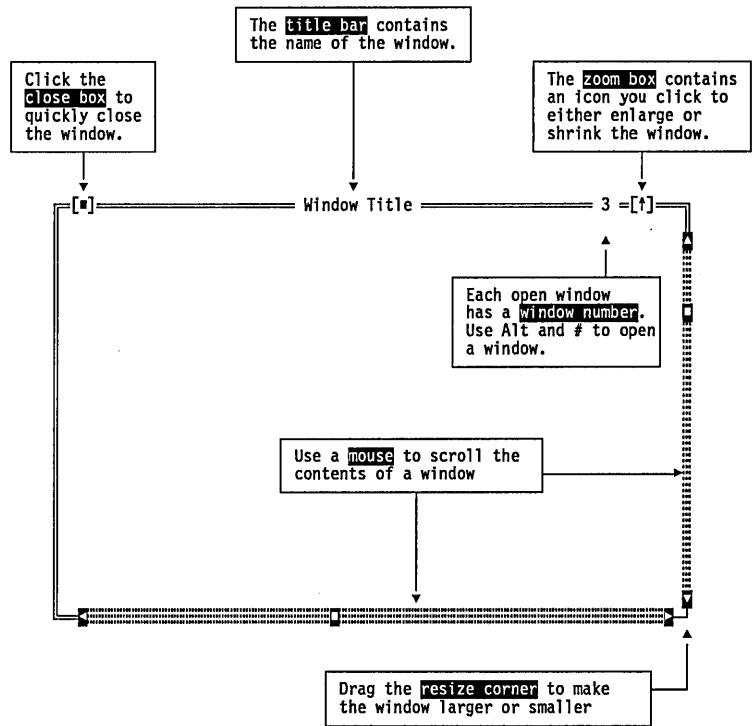 The title bar contains
the name of the window.
Click the
close box to
quickly close
the window.
The zoom box contains
an icon you click to
either enlarge or
shrink the window.
[■] Window Title 3 [↑]
Each open window
has a window number.
Use Alt and # to open
a window.
Use a mouse to scroll the
contents of a window
Drag the resize corner to make
the window larger or smaller